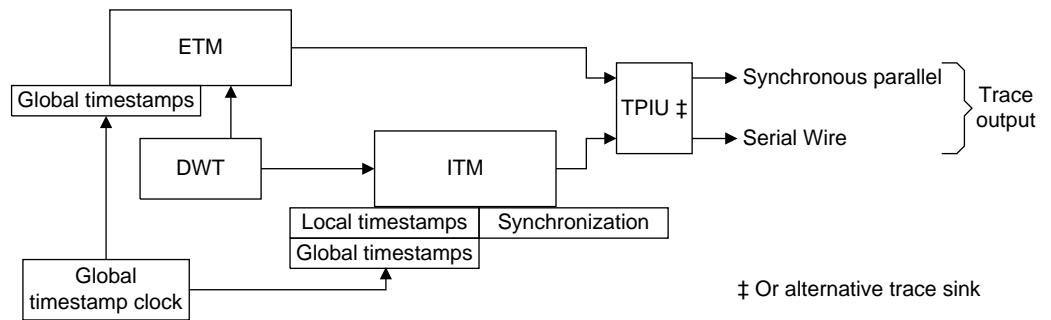 ETM
Global timestamps
TPIU ‡
Synchronous parallel
Serial Wire
Trace
output
DWT
ITM
Local timestamps
Synchronization
Global timestamps
Global
timestamp clock
‡ Or alternative trace sink